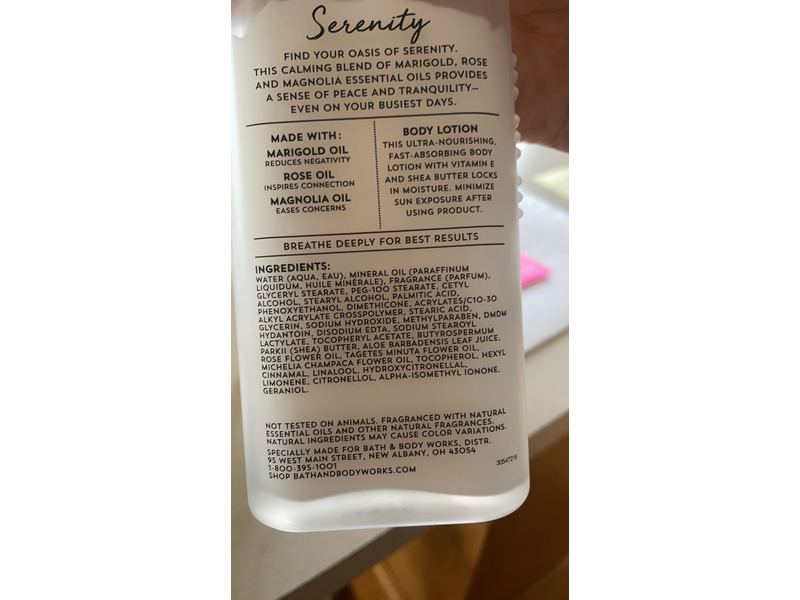 Serenity
FIND YOUR OASIS OF SERENITY.
THIS CALMING BLEND OF MARIGOLD, ROSE
AND MAGNOLIA ESSENTIAL OILS PROVIDES
A SENSE OF PEACE AND TRANQUILITY—
EVEN ON YOUR BUSIEST DAYS.
MADE WITH:
MARIGOLD OIL
REDUCES NEGATIVITY
ROSE OIL
INSPIRES CONNECTION
MAGNOLIA OIL
EASES CONCERNS
BODY LOTION
THIS ULTRA-NOURISHING,
FAST-ABSORBING BODY
LOTION WITH VITAMIN E
AND SHEA BUTTER LOCKS
IN MOISTURE. MINIMIZE
SUN EXPOSURE AFTER
USING PRODUCT.
BREATHE DEEPLY FOR BEST RESULTS
INGREDIENTS:
WATER (AQUA, EAU), MINERAL OIL (PARAFFINUM
LIQUIDUM, HUILE MINÉRALE), FRAGRANCE (PARFUM),
GLYCERYL STEARATE, PEG-100 STEARATE, CETYL
ALCOHOL, STEARYL ALCOHOL, PALMITIC ACID,
PHENOXYETHANOL, DIMETHICONE, ACRYLATES/C10-30
ALKYL ACRYLATE CROSSPOLYMER, STEARIC ACID,
GLYCERIN, SODIUM HYDROXIDE, METHYLPARABEN, DMDM
HYDANTOIN, DISODIUM EDTA, SODIUM STEAROYL
LACTYLATE, TOCOPHERYL ACETATE, BUTYROSPERMUM
PARKII (SHEA) BUTTER, ALOE BARBADENSIS LEAF JUICE,
ROSE FLOWER OIL, TAGETES MINUTA FLOWER OIL,
MICHELIA CHAMPACA FLOWER OIL, TOCOPHEROL, HEXYL
CINNAMAL, LINALOOL, HYDROXYCITRONELLAL,
LIMONENE, CITRONELLOL, ALPHA-ISOMETHYL IONONE,
GERANIOL.
NOT TESTED ON ANIMALS. FRAGRANCED WITH NATURAL
ESSENTIAL OILS AND OTHER NATURAL FRAGRANCES.
NATURAL INGREDIENTS MAY CAUSE COLOR VARIATIONS.
SPECIALLY MADE FOR BATH & BODY WORKS, DISTR.
95 WEST MAIN STREET, NEW ALBANY, OH 43054
1-800-395-1001
SHOP BATHANDBODYWORKS.COM